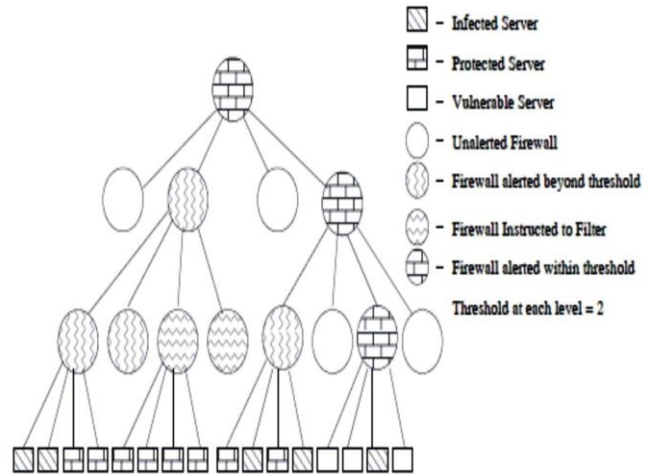 – Infected Server
– Protected Server
– Vulnerable Server
– Unalerted Firewall
– Firewall alerted beyond threshold
– Firewall Instructed to Filter
– Firewall alerted within threshold
Threshold at each level = 2